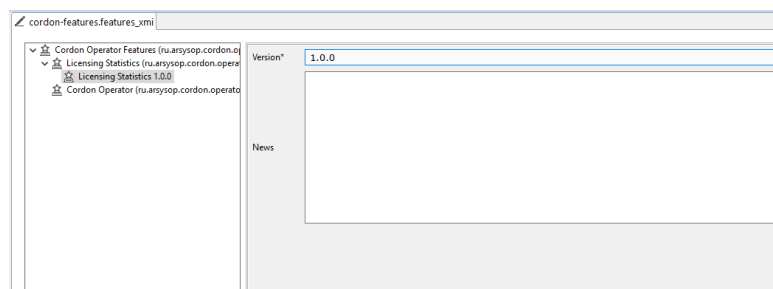 cordon-features.features_xmi
Cordon Operator Features (ru.arsysop.cordon.op
Licensing Statistics (ru.arsysop.cordon.opera
Licensing Statistics 1.0.0
Cordon Operator (ru.arsysop.cordon.operato
Version*
1.0.0
News